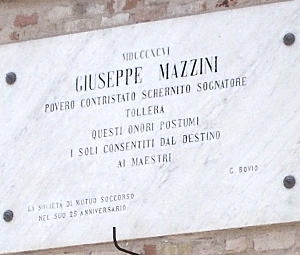 MDCCCXCVI
GIUSEPPE MAZZINI
POVERO CONTRISTATO SCHERNITO SOGNATORE
TOLLERA
QUESTI ONORI POSTUMI
I SOLI CONSENTITI DAL DESTINO
AI MAESTRI
G. BOVIO
LA SOCIETÀ DI MUTUO SOCCORSO
NEL SUO 25 ANNIVERSARIO